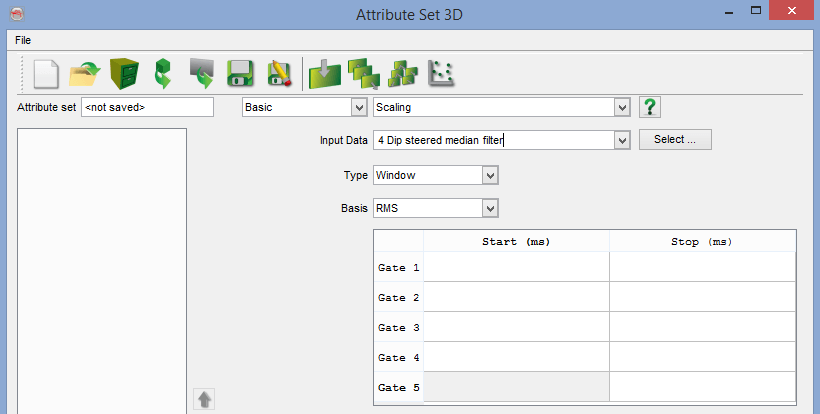 Attribute Set 3D
File
Attribute set <not saved> Basic Scaling ?
Input Data 4 Dip steered median filter Select ...
Type Window
Basis RMS
Start (ms) Stop (ms)
Gate 1
Gate 2
Gate 3
Gate 4
Gate 5